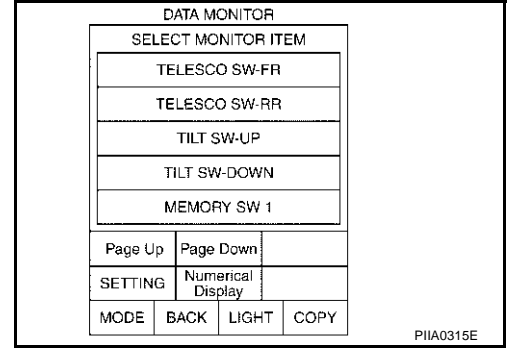 DATA MONITOR
SELECT MONITOR ITEM
TELESCO SW-FR
TELESCO SW-RR
TILT SW-UP
TILT SW-DOWN
MEMORY SW 1
Page Up Page Down
SETTING Numerical
Display
MODE BACK LIGHT COPY
PIIA0315E